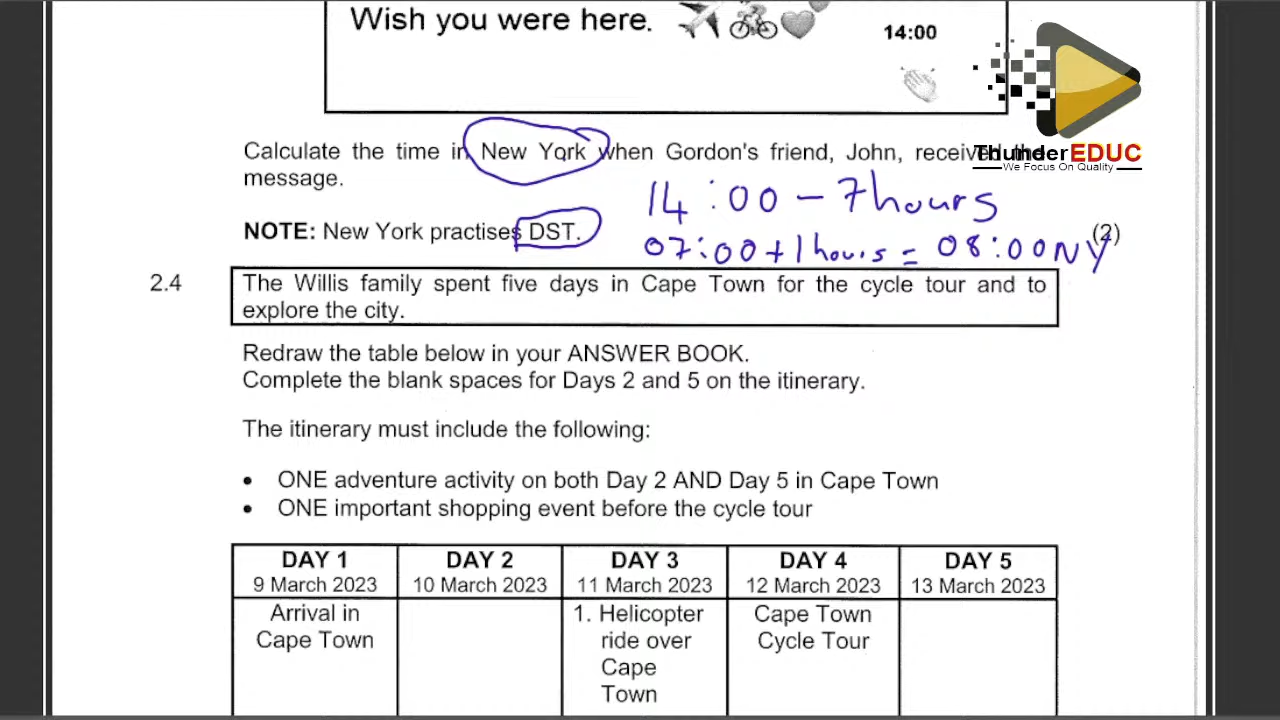 Wish you were here.
14:00
Calculate the time in New York when Gordon's friend, John, received the
message.
ThunderEDUC
We Focus On Quality
14:00 – 7hours
NOTE: New York practises DST.
(2)
07:00 + 1 hours = 08:00 NY
2.4
The Willis family spent five days in Cape Town for the cycle tour and to
explore the city.
Redraw the table below in your ANSWER BOOK.
Complete the blank spaces for Days 2 and 5 on the itinerary.
The itinerary must include the following:
• ONE adventure activity on both Day 2 AND Day 5 in Cape Town
• ONE important shopping event before the cycle tour
DAY 1 DAY 2 DAY 3 DAY 4 DAY 5
9 March 2023 10 March 2023 11 March 2023 12 March 2023 13 March 2023
Arrival in 1. Helicopter Cape Town
Cape Town ride over Cycle Tour
Cape
Town